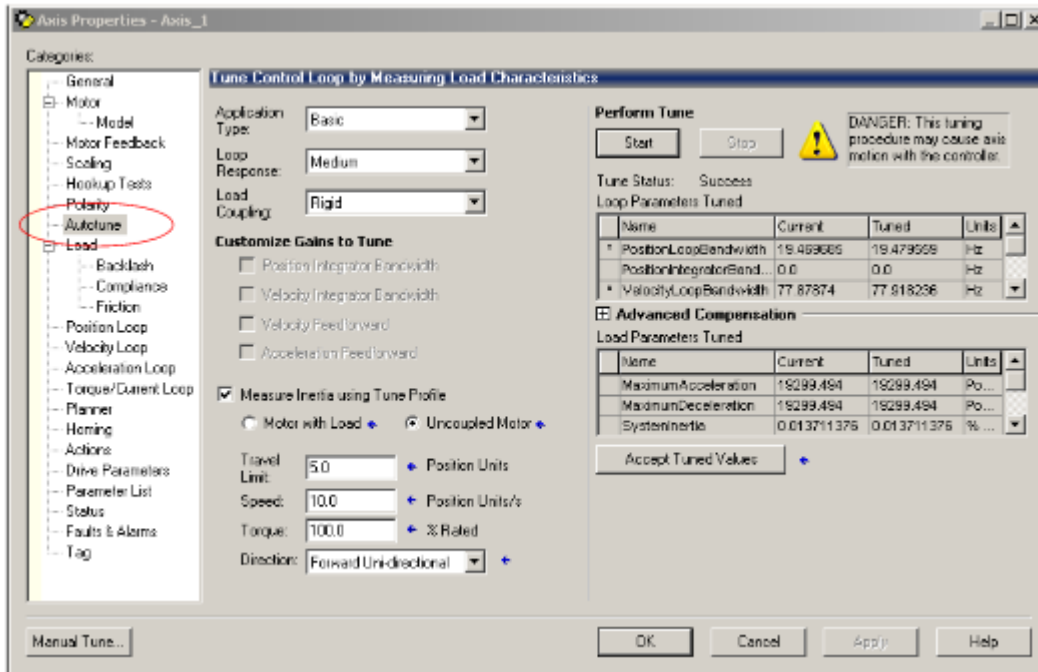 Axis Properties - Axis_1
Categories:
General
Motor
Model
Motor Feedback
Scaling
Hookup Tests
Polarity
Autotune
Load
Backlash
Compliance
Friction
Position Loop
Velocity Loop
Acceleration Loop
Torque/Current Loop
Planner
Homing
Actions
Drive Parameters
Parameter List
Status
Faults & Alarms
Tag
Manual Tune...
Tune Control Loop by Measuring Load Characteristics
Application Type: Basic
Loop Response: Medium
Load Coupling: Rigid
Customize Gains to Tune
Position Integrator Bandwidth
Velocity Integrator Bandwidth
Velocity Feedforward
Acceleration Feedforward
Measure Inertia using Tune Profile
Motor with Load Uncoupled Motor
Travel Limit: 5.0 Position Units
Speed: 10.0 Position Units/s
Torque: 100.0 % Rated
Direction: Forward Uni-directional
Perform Tune
Start Stop
DANGER: This tuning
procedure may cause axis
motion with the controller.
Tune Status: Success
Loop Parameters Tuned
Name Current Tuned Units
* PositionLoopBandwidth 19.469685 19.479559 Hz
PositionIntegratorBand... 0.0 0.0 Hz
* VelocityLoopBandwidth 77.87874 77.918236 Hz
Advanced Compensation
Load Parameters Tuned
Name Current Tuned Units
MaximumAcceleration 19299.494 19299.494 Po...
MaximumDeceleration 19299.494 19299.494 Po...
SystemInertia 0.013711376 0.013711376 % ...
Accept Tuned Values
OK Cancel Apply Help